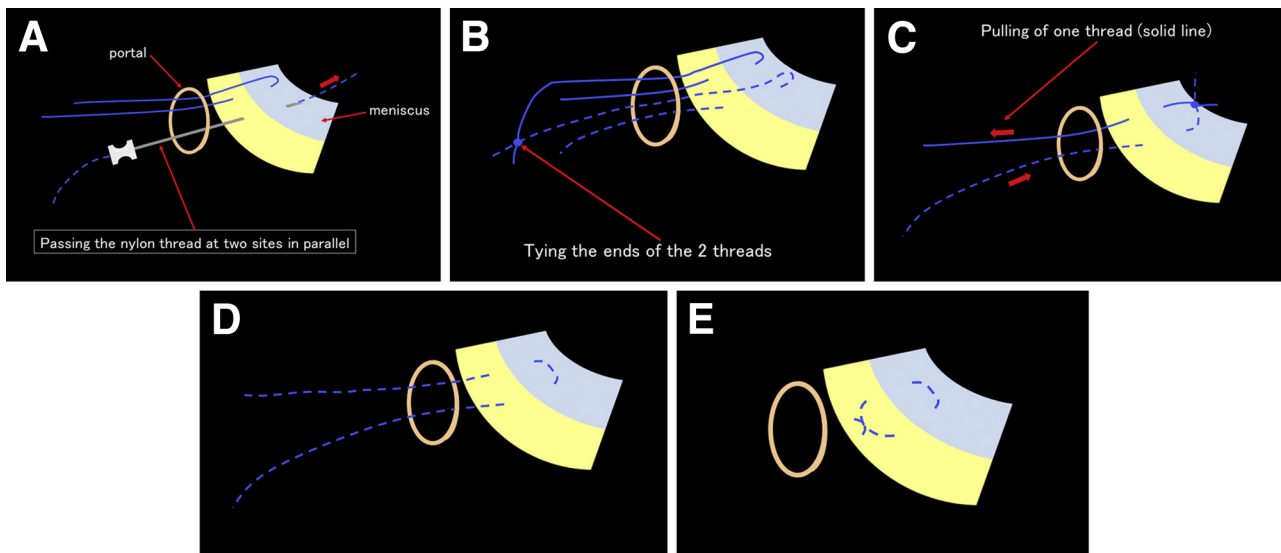 A
portal
meniscus
Passing the nylon thread at two sites in parallel
B
Tying the ends of the 2 threads
C
Pulling of one thread (solid line)
D
E